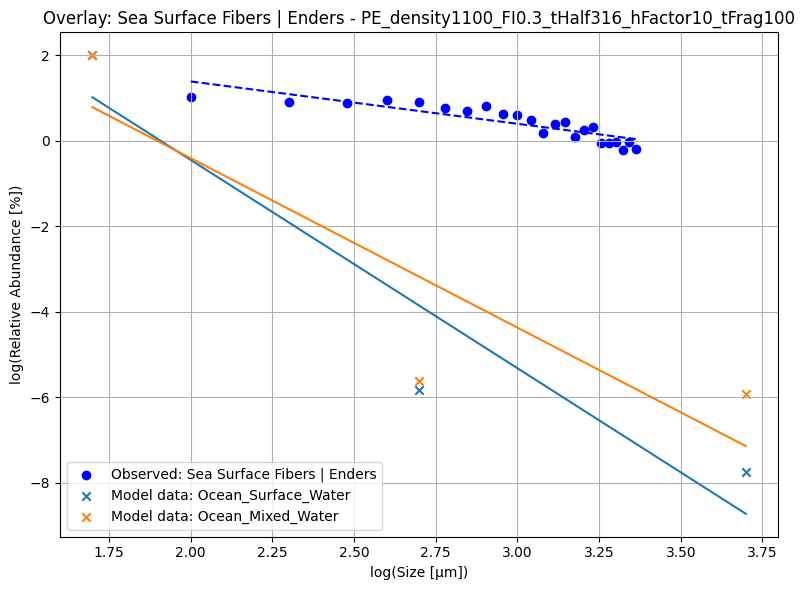 Overlay: Sea Surface Fibers | Enders - PE_density1100_FI0.3_tHalf316_hFactor10_tFrag100
log(Relative Abundance [%])
2
0
−2
−4
−6
−8
Observed: Sea Surface Fibers | Enders
Model data: Ocean_Surface_Water
Model data: Ocean_Mixed_Water
1.75 2.00 2.25 2.50 2.75 3.00 3.25 3.50 3.75
log(Size [μm])